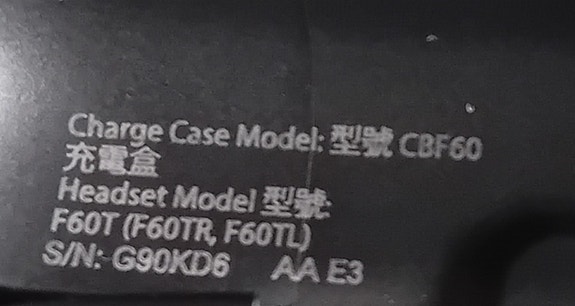 Charge Case Model: 型號 CBF60
充電盒
Headset Model 型號:
F60T (F60TR, F60TL)
S/N: G90KD6 AA E3